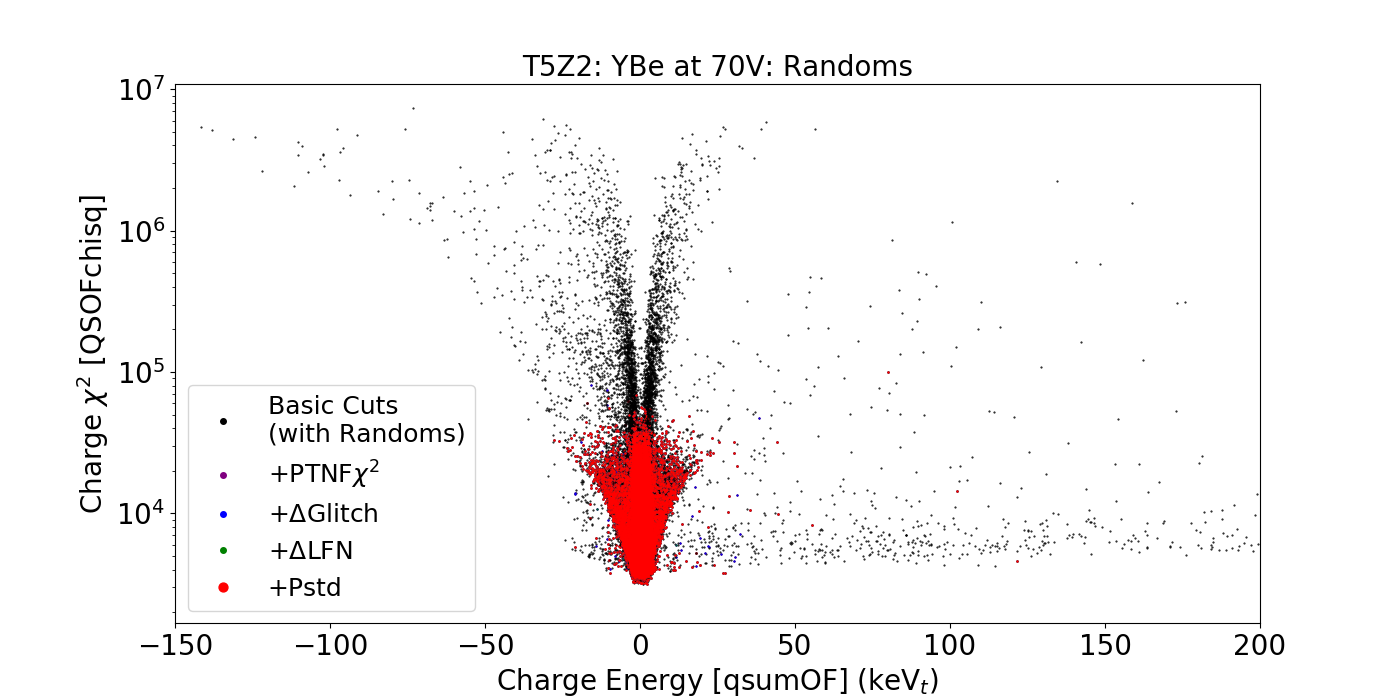 T5Z2: YBe at 70V: Randoms
Charge χ² [QSOFchisq]
10⁷
10⁶
10⁵
10⁴
Basic Cuts
(with Randoms)
+PTNFχ²
+ΔGlitch
+ΔLFN
+Pstd
−150 −100 −50 0 50 100 150 200
Charge Energy [qsumOF] (keVₜ)